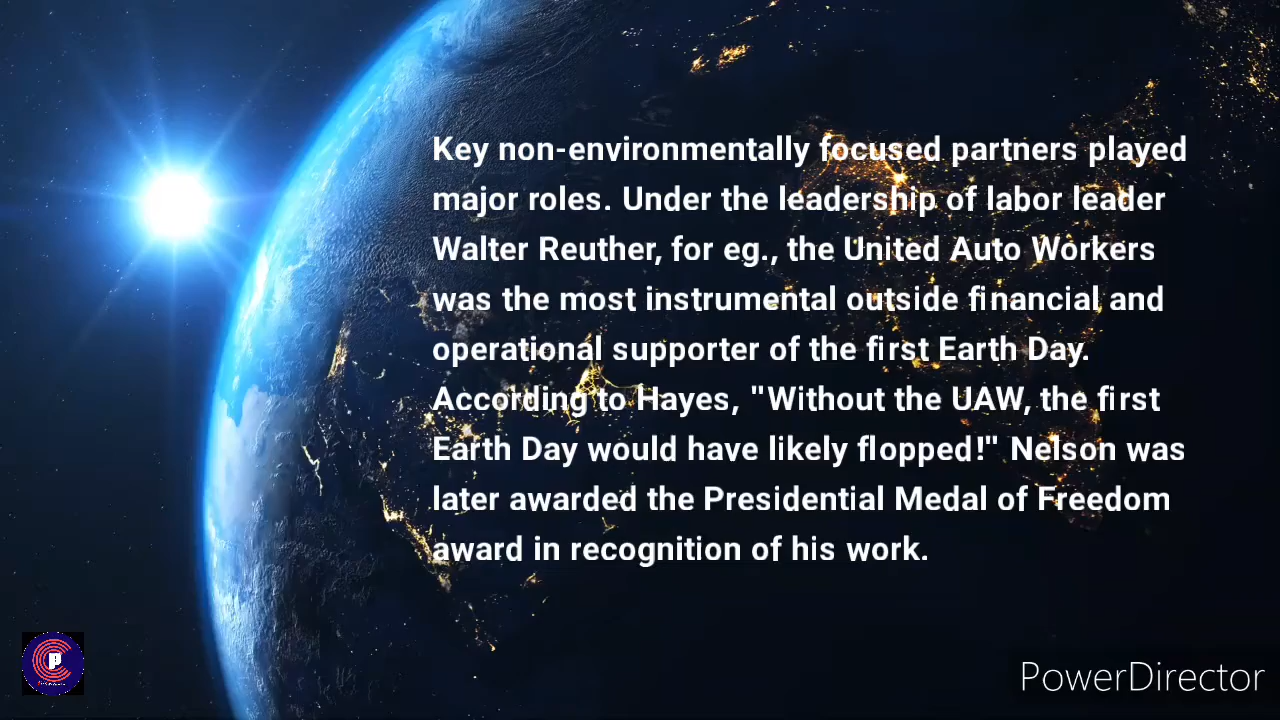 Key non-environmentally focused partners played
major roles. Under the leadership of labor leader
Walter Reuther, for eg., the United Auto Workers
was the most instrumental outside financial and
operational supporter of the first Earth Day.
According to Hayes, "Without the UAW, the first
Earth Day would have likely flopped!" Nelson was
later awarded the Presidential Medal of Freedom
award in recognition of his work.
P
PowerDirector